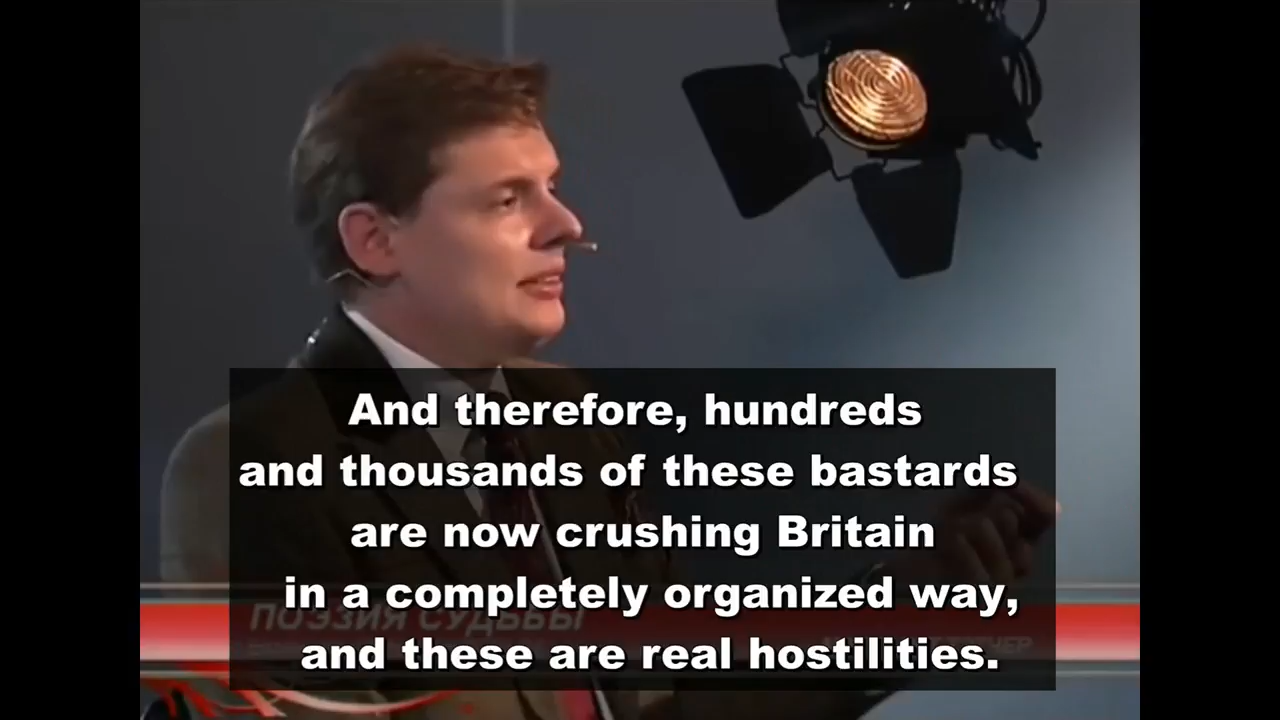 And therefore, hundreds
and thousands of these bastards
are now crushing Britain
in a completely organized way,
ПОЭЗИЯ СУДЬБЫ
and these are real hostilities.